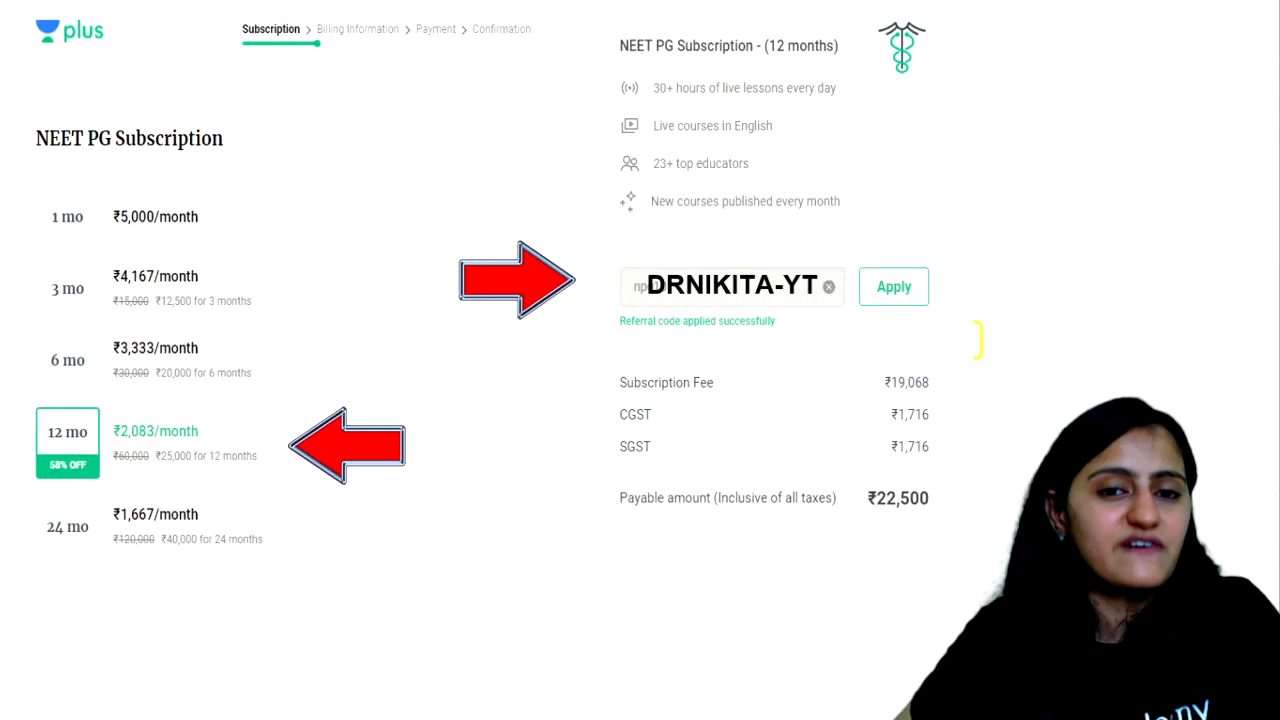 plus
Subscription > Billing Information > Payment > Confirmation
NEET PG Subscription
1 mo ₹5,000/month
3 mo ₹4,167/month
₹15,000 ₹12,500 for 3 months
6 mo ₹3,333/month
₹30,000 ₹20,000 for 6 months
12 mo ₹2,083/month
58% OFF ₹60,000 ₹25,000 for 12 months
24 mo ₹1,667/month
₹120,000 ₹40,000 for 24 months
NEET PG Subscription - (12 months)
30+ hours of live lessons every day
Live courses in English
23+ top educators
New courses published every month
DRNIKITA-YT Apply
Referral code applied successfully
Subscription Fee ₹19,068
CGST ₹1,716
SGST ₹1,716
Payable amount (Inclusive of all taxes) ₹22,500